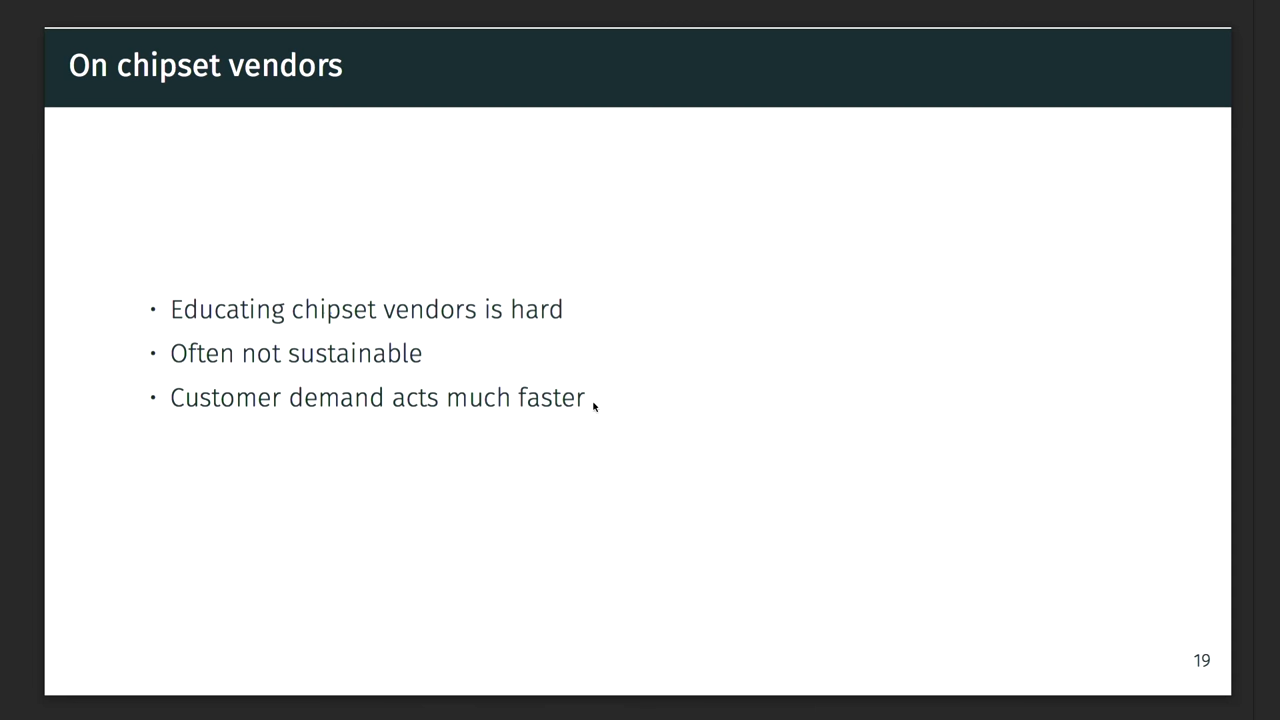 On chipset vendors
• Educating chipset vendors is hard
• Often not sustainable
• Customer demand acts much faster
19